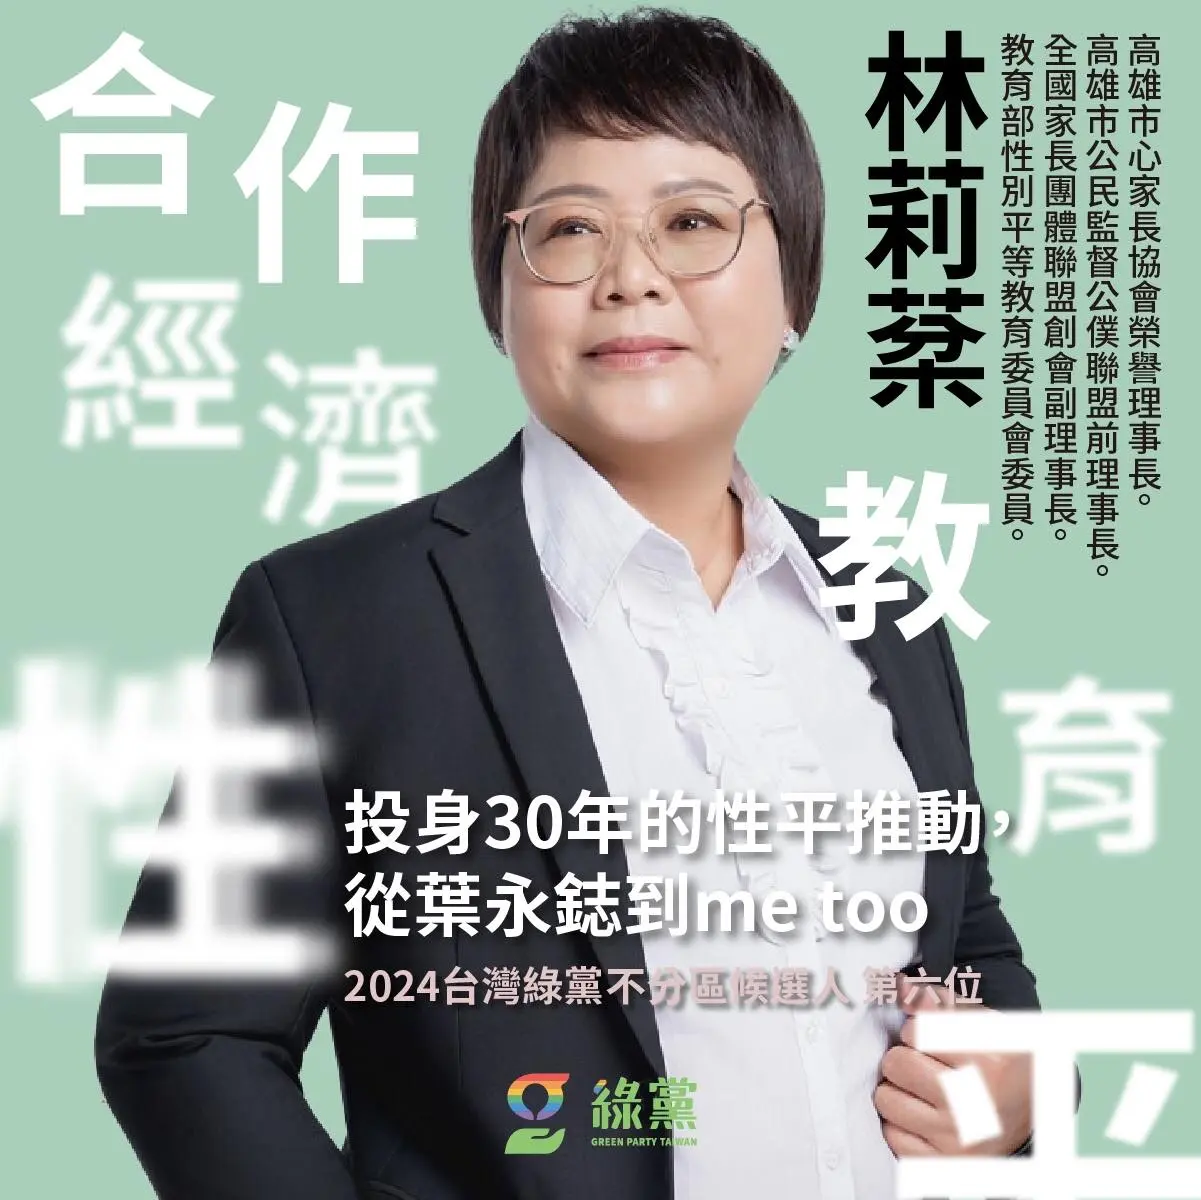 合作
經濟
林莉棻
高雄市心家長協會榮譽理事長。
高雄市公民監督公僕聯盟前理事長。
全國家長團體聯盟創會副理事長。
教育部性別平等教育委員會委員。
教育
性平
投身30年的性平推動，
從葉永鋕到me too
2024台灣綠黨不分區候選人 第六位
綠黨
GREEN PARTY TAIWAN